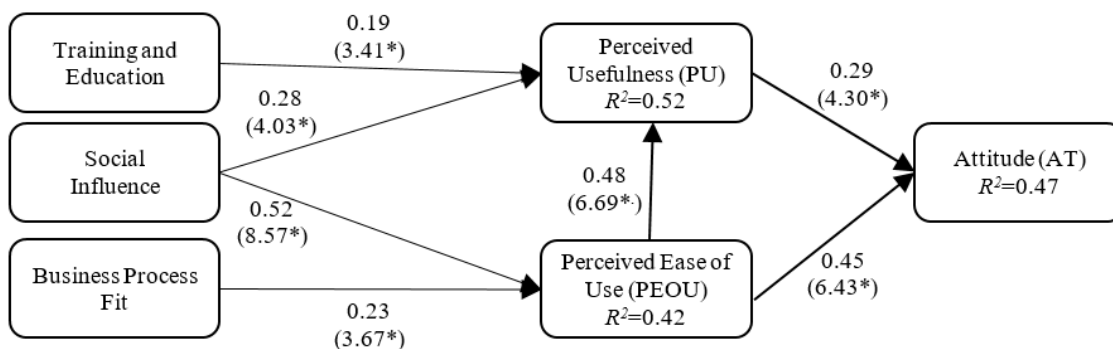 Training and
Education
0.19
(3.41*)
Perceived
Usefulness (PU)
R²=0.52
0.29
(4.30*)
0.28
(4.03*)
Social
Influence
0.48
(6.69*.)
Attitude (AT)
R²=0.47
0.52
(8.57*)
Business Process
Fit
0.23
(3.67*)
Perceived Ease of
Use (PEOU)
R²=0.42
0.45
(6.43*)